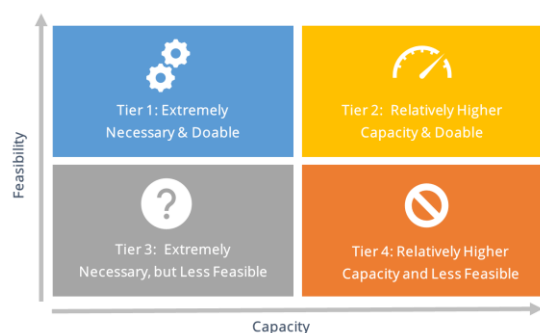 Feasibility
Tier 1: Extremely
Necessary & Doable
Tier 2: Relatively Higher
Capacity & Doable
?
Tier 3: Extremely
Necessary, but Less Feasible
Tier 4: Relatively Higher
Capacity and Less Feasible
Capacity